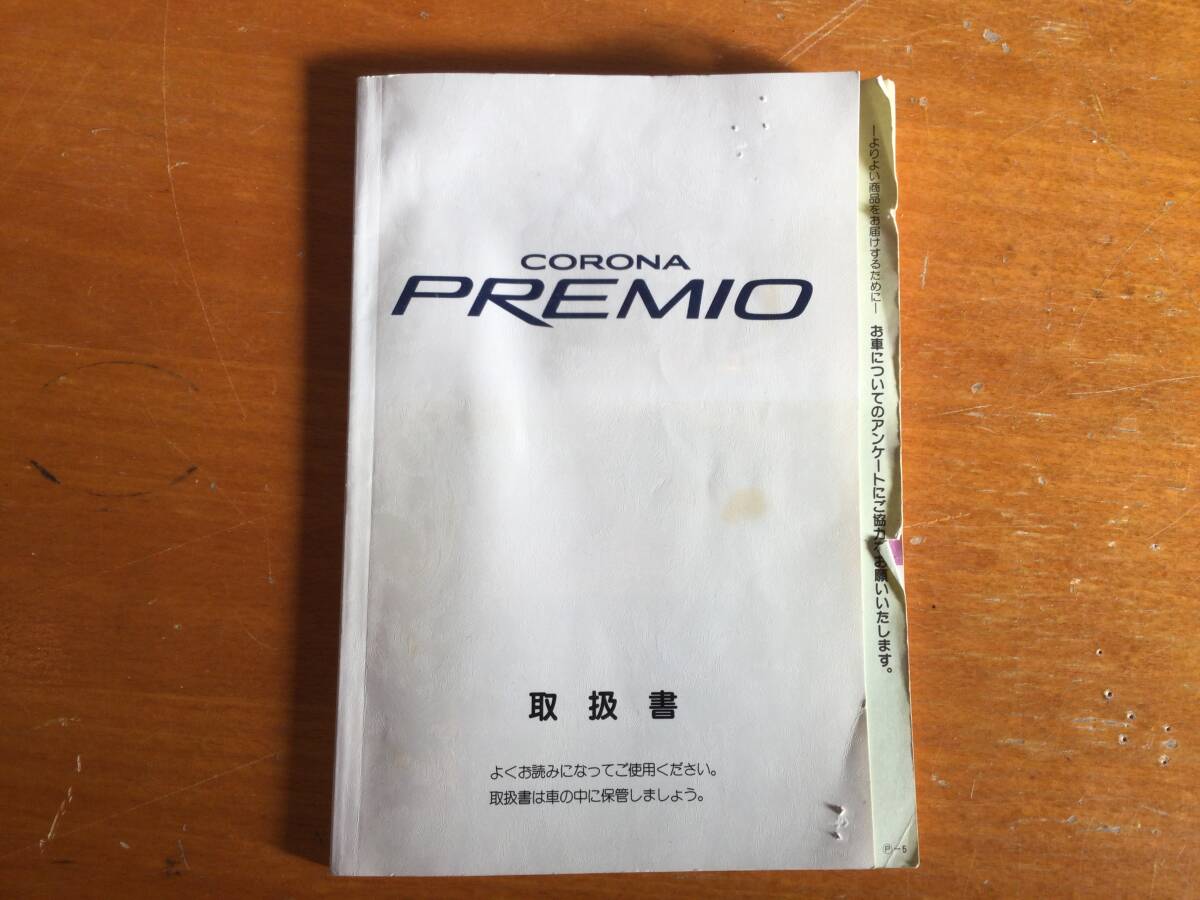 CORONA
PREMIO
取扱書
よくお読みになってご使用ください。
取扱書は車の中に保管しましょう。
ーよりよい商品をお届けするためにー お車についてのアンケートにご協力をお願いいたします。
Ⓟ－5